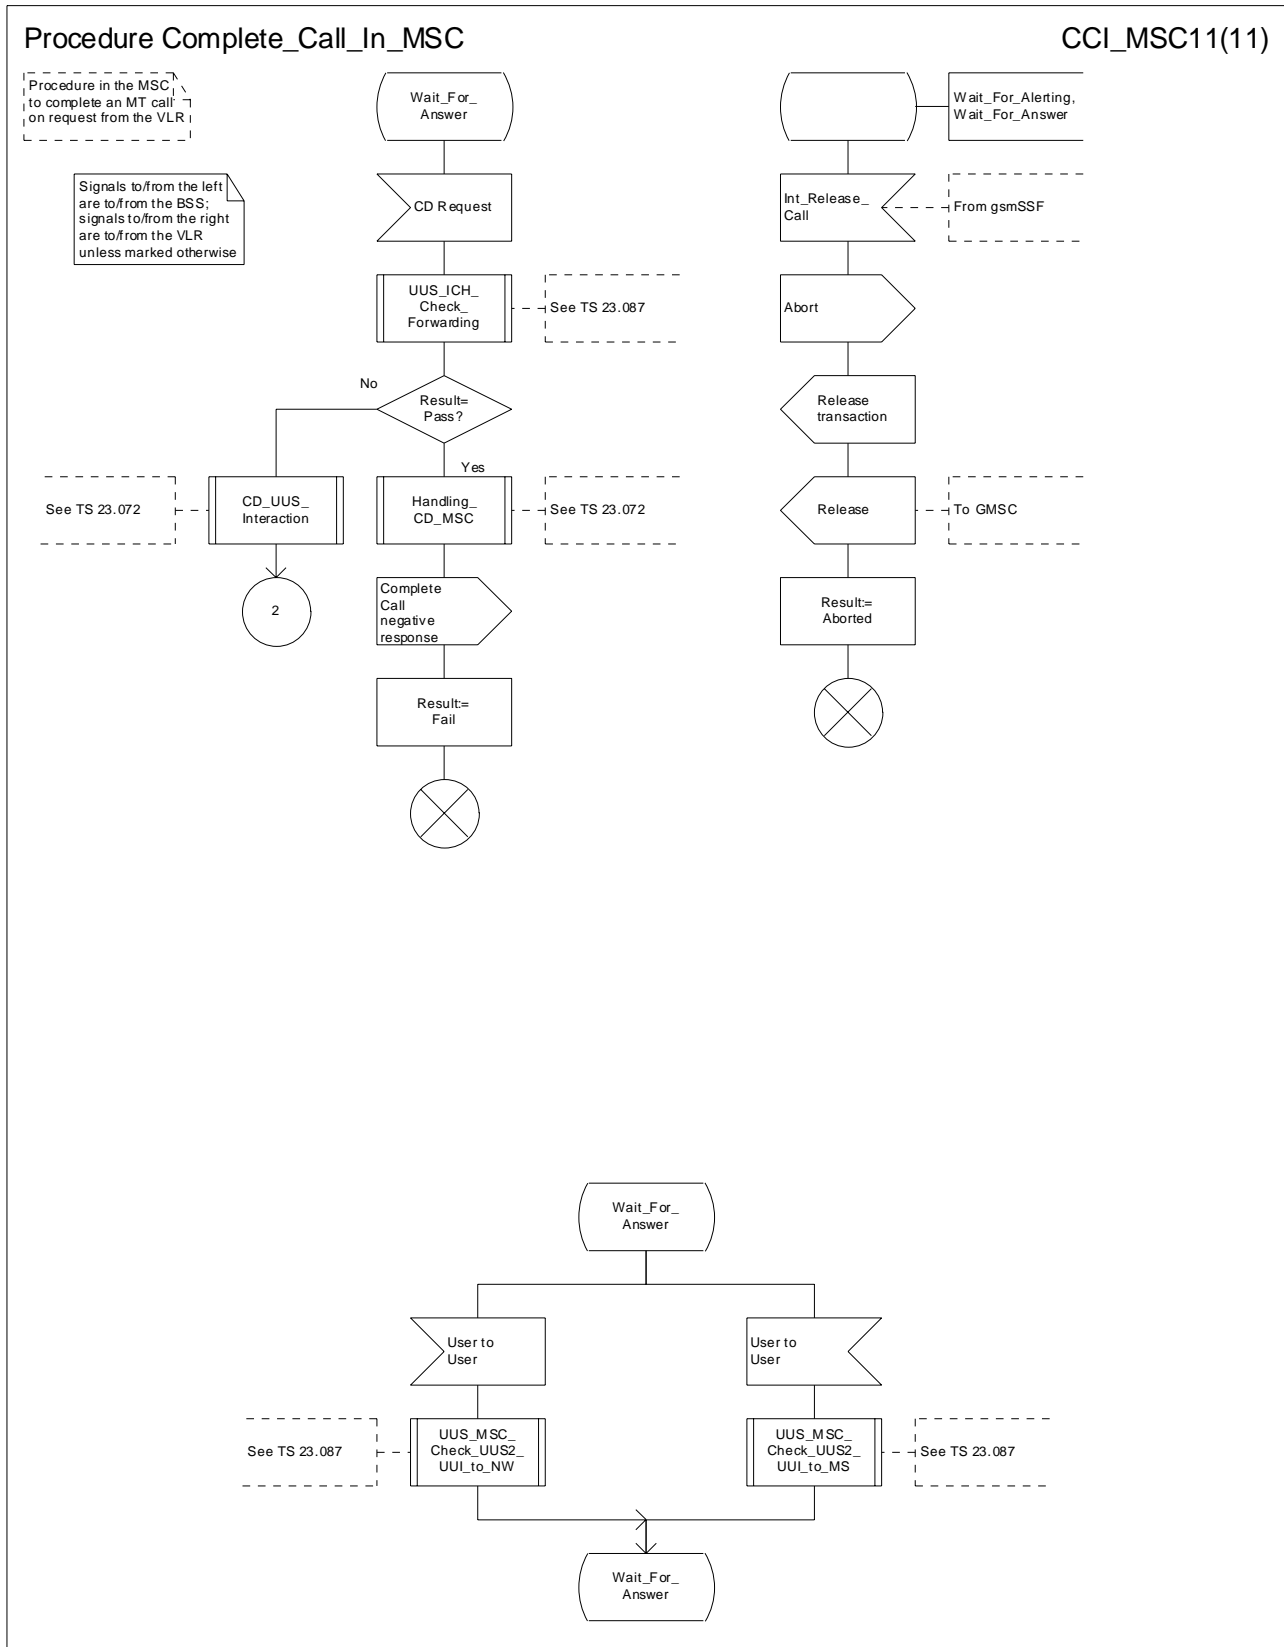 Procedure Complete_Call_In_MSC
CCI_MSC11(11)
Procedure in the MSC
to complete an MT call
on request from the VLR
Signals to/from the left
are to/from the BSS;
signals to/from the right
are to/from the VLR
unless marked otherwise
Wait_For_
Answer
CD Request
UUS_ICH_
Check_
Forwarding
See TS 23.087
Result=
Pass?
No
Yes
See TS 23.072
CD_UUS_
Interaction
2
Handling_
CD_MSC
See TS 23.072
Complete
Call
negative
response
Result:=
Fail
Wait_For_Alerting,
Wait_For_Answer
Int_Release_
Call
From gsmSSF
Abort
Release
transaction
Release
To GMSC
Result:=
Aborted
Wait_For_
Answer
User to
User
User to
User
See TS 23.087
UUS_MSC_
Check_UUS2_
UUI_to_NW
UUS_MSC_
Check_UUS2_
UUI_to_MS
See TS 23.087
Wait_For_
Answer